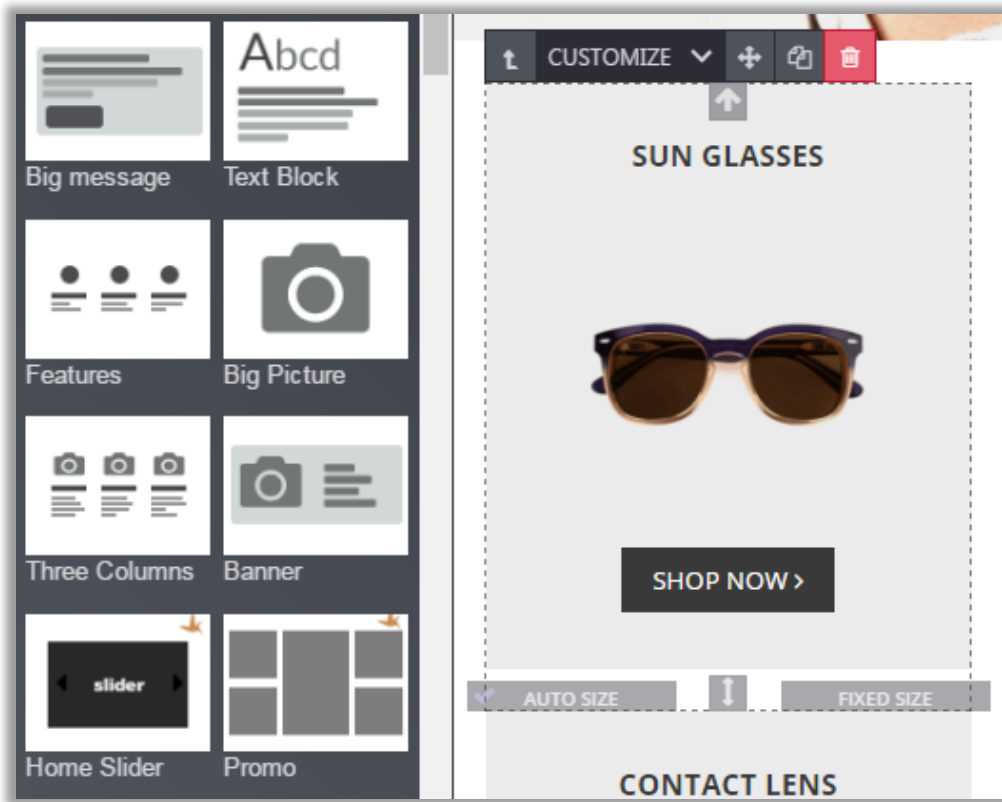 Abcd
Big message
Text Block
Features
Big Picture
Three Columns
Banner
slider
Home Slider
Promo
CUSTOMIZE
SUN GLASSES
SHOP NOW >
AUTO SIZE
FIXED SIZE
CONTACT LENS